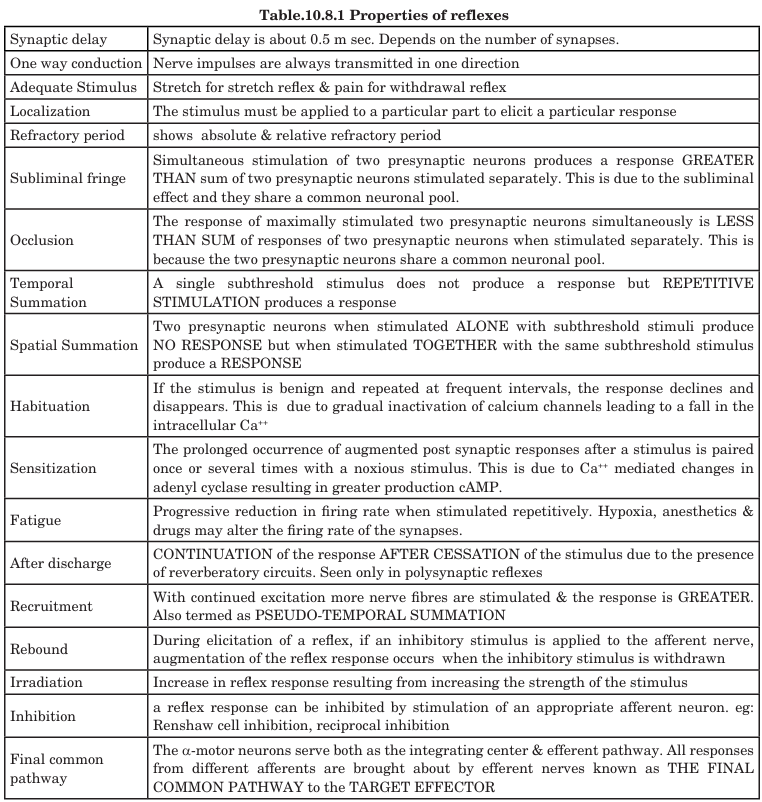 Table.10.8.1 Properties of reflexes
Synaptic delay
Synaptic delay is about 0.5 m sec. Depends on the number of synapses.
One way conduction
Nerve impulses are always transmitted in one direction
Adequate Stimulus
Stretch for stretch reflex & pain for withdrawal reflex
Localization
The stimulus must be applied to a particular part to elicit a particular response
Refractory period
shows absolute & relative refractory period
Subliminal fringe
Simultaneous stimulation of two presynaptic neurons produces a response GREATER
THAN sum of two presynaptic neurons stimulated separately. This is due to the subliminal
effect and they share a common neuronal pool.
Occlusion
The response of maximally stimulated two presynaptic neurons simultaneously is LESS
THAN SUM of responses of two presynaptic neurons when stimulated separately. This is
because the two presynaptic neurons share a common neuronal pool.
Temporal
Summation
A single subthreshold stimulus does not produce a response but REPETITIVE
STIMULATION produces a response
Spatial Summation
Two presynaptic neurons when stimulated ALONE with subthreshold stimuli produce
NO RESPONSE but when stimulated TOGETHER with the same subthreshold stimulus
produce a RESPONSE
Habituation
If the stimulus is benign and repeated at frequent intervals, the response declines and
disappears. This is due to gradual inactivation of calcium channels leading to a fall in the
intracellular Ca⁺⁺
Sensitization
The prolonged occurrence of augmented post synaptic responses after a stimulus is paired
once or several times with a noxious stimulus. This is due to Ca⁺⁺ mediated changes in
adenyl cyclase resulting in greater production cAMP.
Fatigue
Progressive reduction in firing rate when stimulated repetitively. Hypoxia, anesthetics &
drugs may alter the firing rate of the synapses.
After discharge
CONTINUATION of the response AFTER CESSATION of the stimulus due to the presence
of reverberatory circuits. Seen only in polysynaptic reflexes
Recruitment
With continued excitation more nerve fibres are stimulated & the response is GREATER.
Also termed as PSEUDO-TEMPORAL SUMMATION
Rebound
During elicitation of a reflex, if an inhibitory stimulus is applied to the afferent nerve,
augmentation of the reflex response occurs when the inhibitory stimulus is withdrawn
Irradiation
Increase in reflex response resulting from increasing the strength of the stimulus
Inhibition
a reflex response can be inhibited by stimulation of an appropriate afferent neuron. eg:
Renshaw cell inhibition, reciprocal inhibition
Final common
pathway
The α-motor neurons serve both as the integrating center & efferent pathway. All responses
from different afferents are brought about by efferent nerves known as THE FINAL
COMMON PATHWAY to the TARGET EFFECTOR